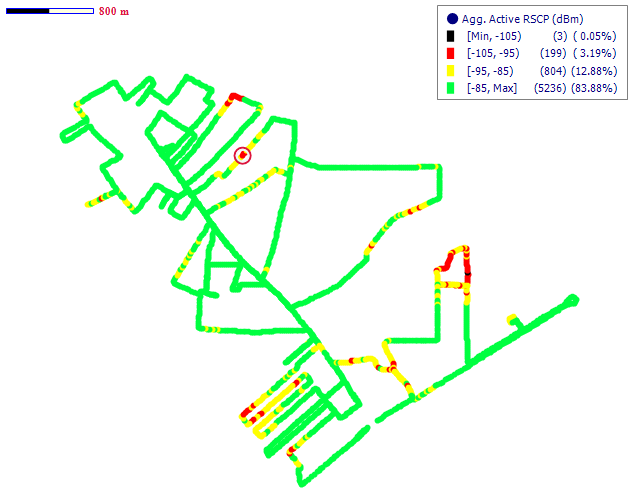 800 m
Agg. Active RSCP (dBm)
[Min, -105) (3) ( 0.05%)
[-105, -95) (199) ( 3.19%)
[-95, -85) (804) (12.88%)
[-85, Max] (5236) (83.88%)